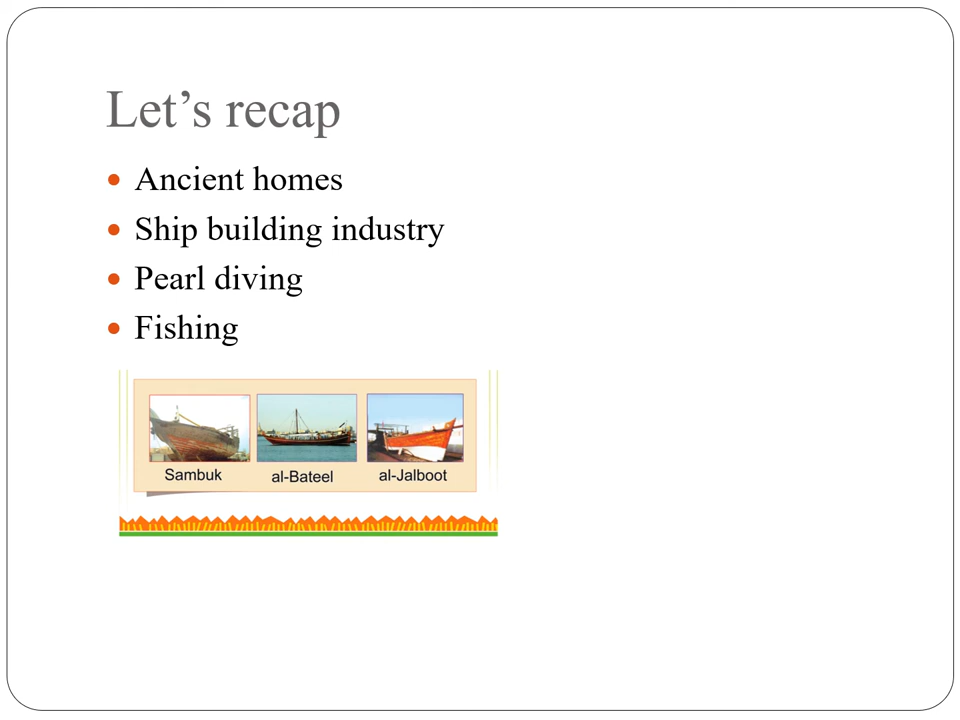 Let’s recap
Ancient homes
Ship building industry
Pearl diving
Fishing
Sambuk
al-Bateel
al-Jalboot